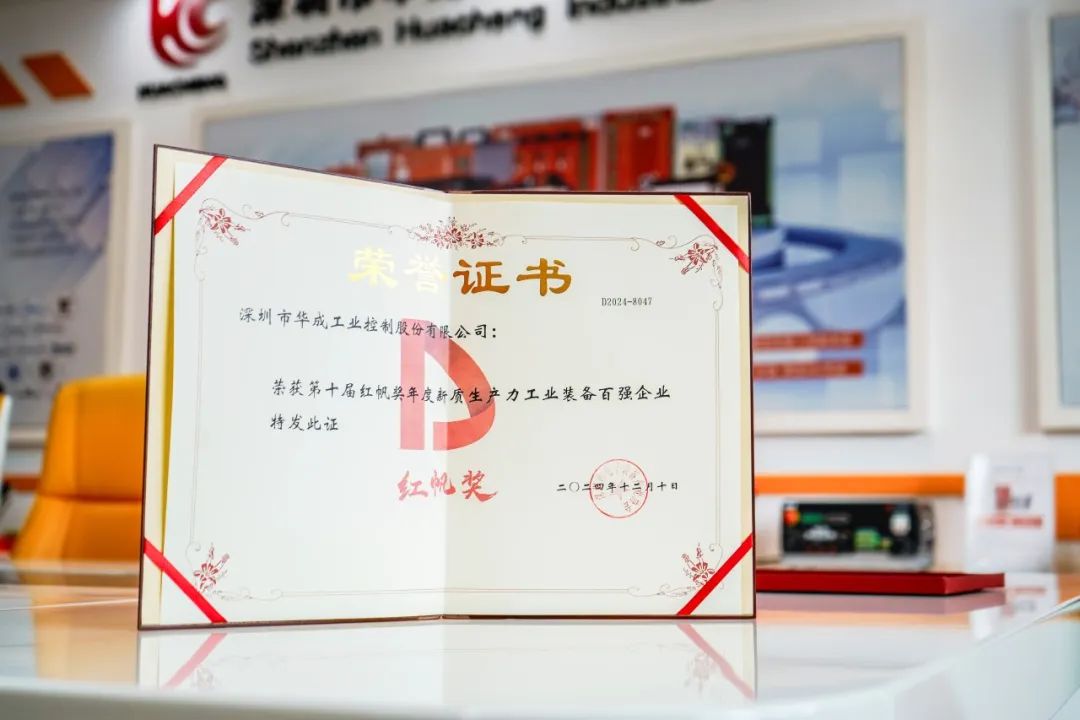 Shenzhen Huacheng Industrial
HUACHENG
荣誉证书
D2024-8047
深圳市华成工业控制股份有限公司：
荣获第十届红帆奖年度新质生产力工业装备百强企业
特发此证
红帆奖
二〇二四年十二月十日